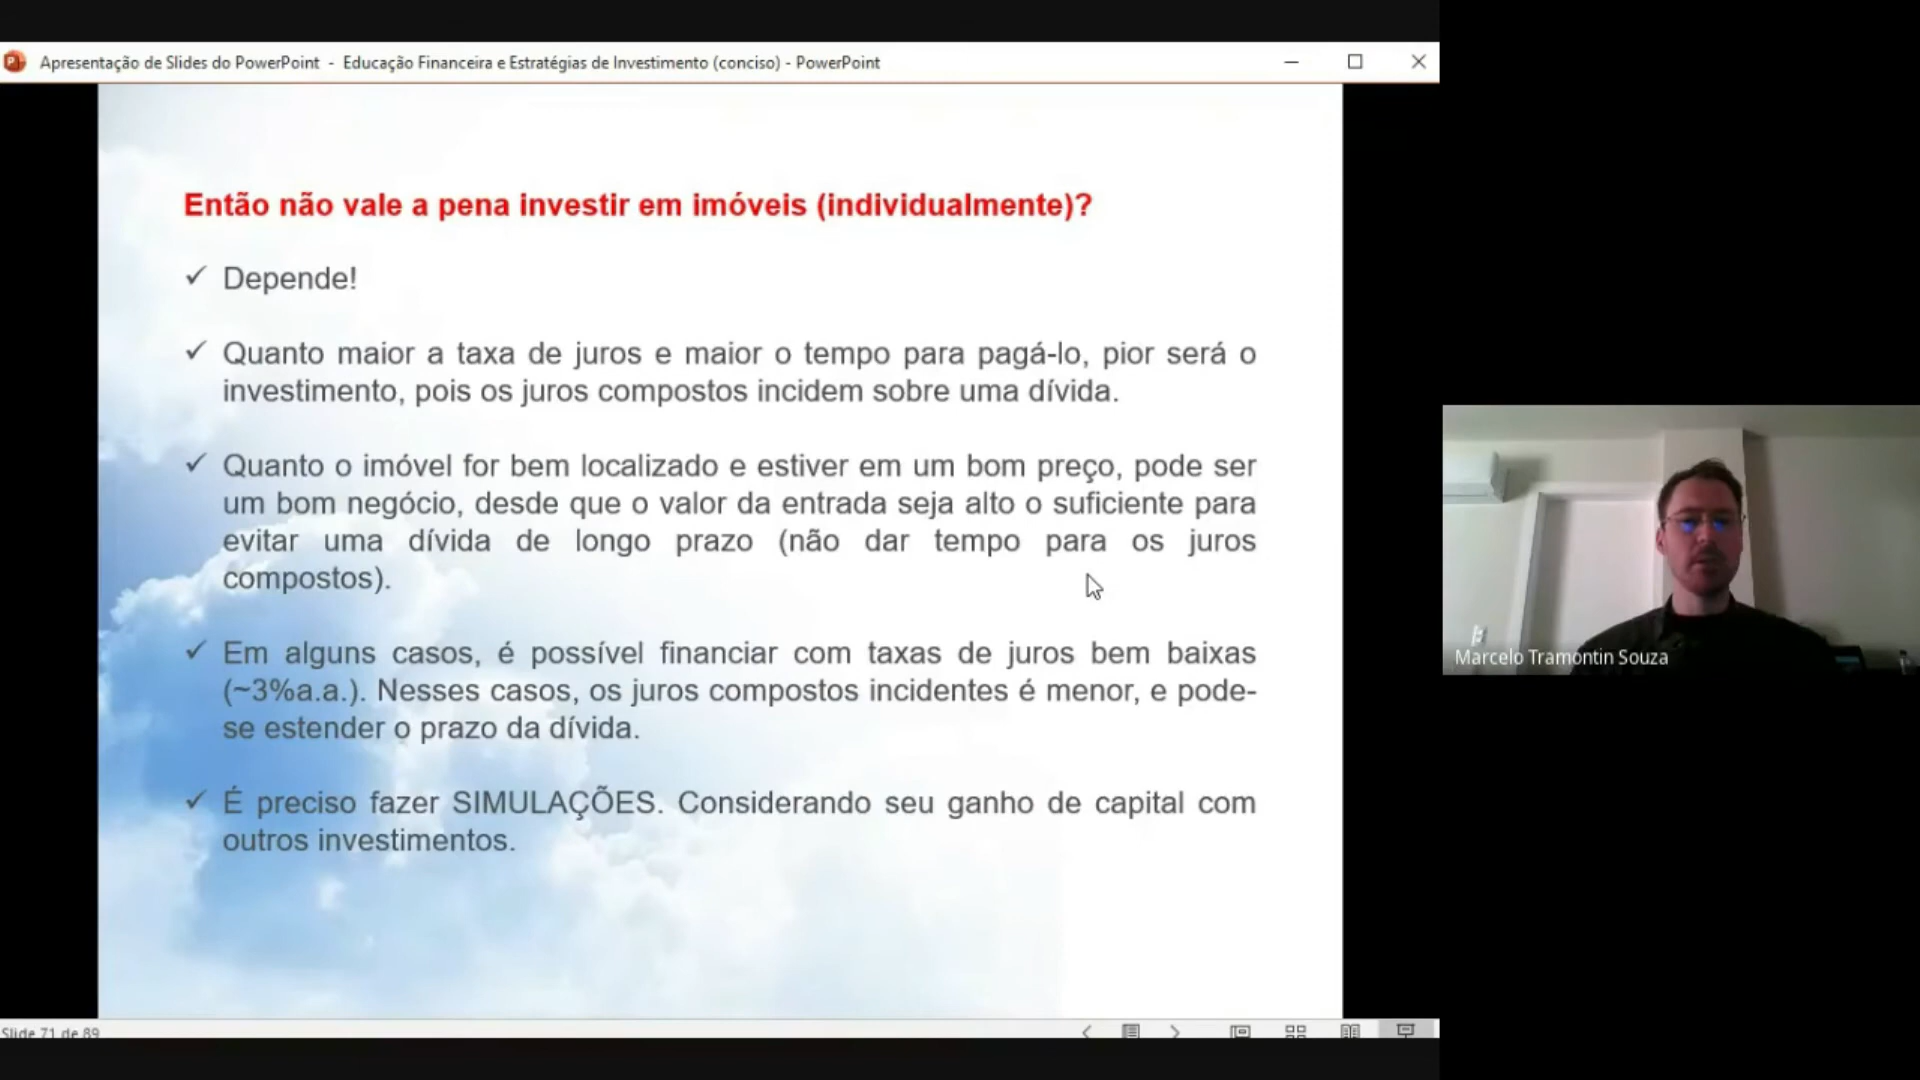 Apresentação de Slides do PowerPoint - Educação Financeira e Estratégias de Investimento (conciso) - PowerPoint
Então não vale a pena investir em imóveis (individualmente)?
✓ Depende!
✓ Quanto maior a taxa de juros e maior o tempo para pagá-lo, pior será o
investimento, pois os juros compostos incidem sobre uma dívida.
✓ Quanto o imóvel for bem localizado e estiver em um bom preço, pode ser
um bom negócio, desde que o valor da entrada seja alto o suficiente para
evitar uma dívida de longo prazo (não dar tempo para os juros
compostos).
✓ Em alguns casos, é possível financiar com taxas de juros bem baixas
(~3%a.a.). Nesses casos, os juros compostos incidentes é menor, e pode-
se estender o prazo da dívida.
✓ É preciso fazer SIMULAÇÕES. Considerando seu ganho de capital com
outros investimentos.
Slide 71 de 89
Marcelo Tramontin Souza